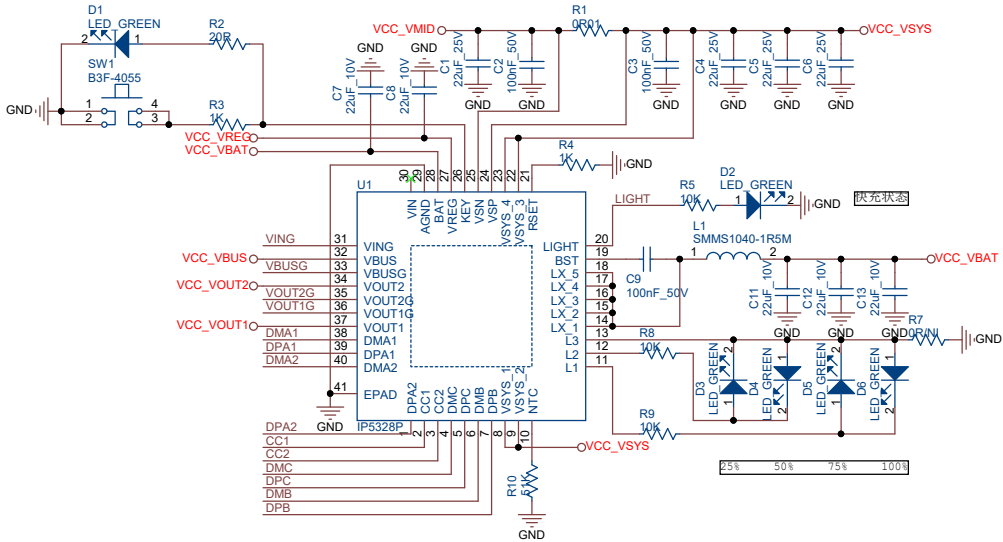 D1
LED_GREEN
2
1
R2
20R
SW1
B3F-4055
1
2
4
3
GND
R3
1K
VCC_VREG
VCC_VBAT
GND
GND
C7
22uF_10V
C8
22uF_10V
VCC_VMID
R1
0R01
VCC_VSYS
C1
22uF_25V
C2
100nF_50V
C3
100nF_50V
C4
22uF_25V
C5
22uF_25V
C6
22uF_25V
GND
GND
GND
GND
GND
GND
R4
1K
GND
30
29
28
27
26
25
24
23
22
21
U1
VIN
AGND
BAT
VREG
KEY
VSN
VSP
VSYS_4
VSYS_3
RSET
VING
31
VING
VCC_VBUS
32
VBUS
VBUSG
33
VBUSG
VCC_VOUT2
34
VOUT2
VOUT2G
35
VOUT2G
VOUT1G
36
VOUT1G
VCC_VOUT1
37
VOUT1
DMA1
38
DMA1
DPA1
39
DPA1
DMA2
40
DMA2
41
EPAD
GND
LIGHT
20
BST
19
LX_5
18
LX_4
17
LX_3
16
LX_2
15
LX_1
14
L3
13
L2
12
L1
11
DPA2
CC1
CC2
DMC
DPC
DMB
DPB
VSYS_1
VSYS_2
NTC
IP5328P
1
2
3
4
5
6
7
8
9
10
DPA2
CC1
CC2
DMC
DPC
DMB
DPB
VCC_VSYS
R10
51K
GND
LIGHT
R5
10K
D2
LED_GREEN
1
2
GND
快充状态
L1
SMMS1040-1R5M
1
2
VCC_VBAT
C9
100nF_50V
C11
22uF_10V
C12
22uF_10V
C13
22uF_10V
GND
GND
GND
R7
0R/NI
GND
R8
10K
R9
10K
D3
LED_GREEN
2
1
D4
LED_GREEN
1
2
D5
LED_GREEN
2
1
D6
LED_GREEN
1
2
25% 50% 75% 100%